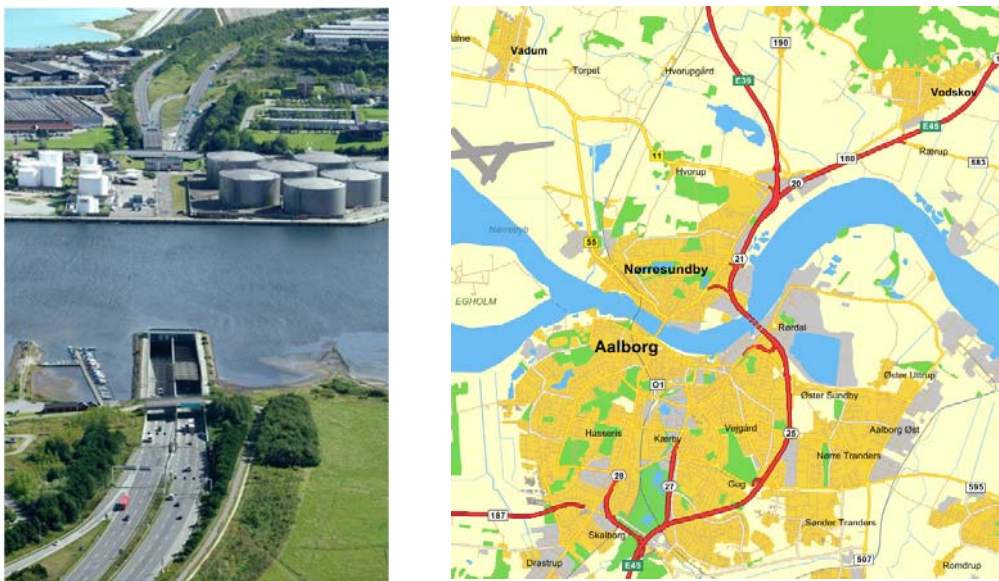 Vadum
190
Torpet
Hvorupgård
Vodskov
E39
E45
180
Rærup
583
11
Hvorup
20
55
Nørresundby
21
EGHOLM
Rørdal
Aalborg
O1
Øster Uttrup
Øster Sundby
Hasseris
Kærby
Vejgård
25
Aalborg Øst
Nørre Tranders
28
27
Gug
595
187
Skalborg
Sønder Tranders
507
Drastrup
E45
Romdrup